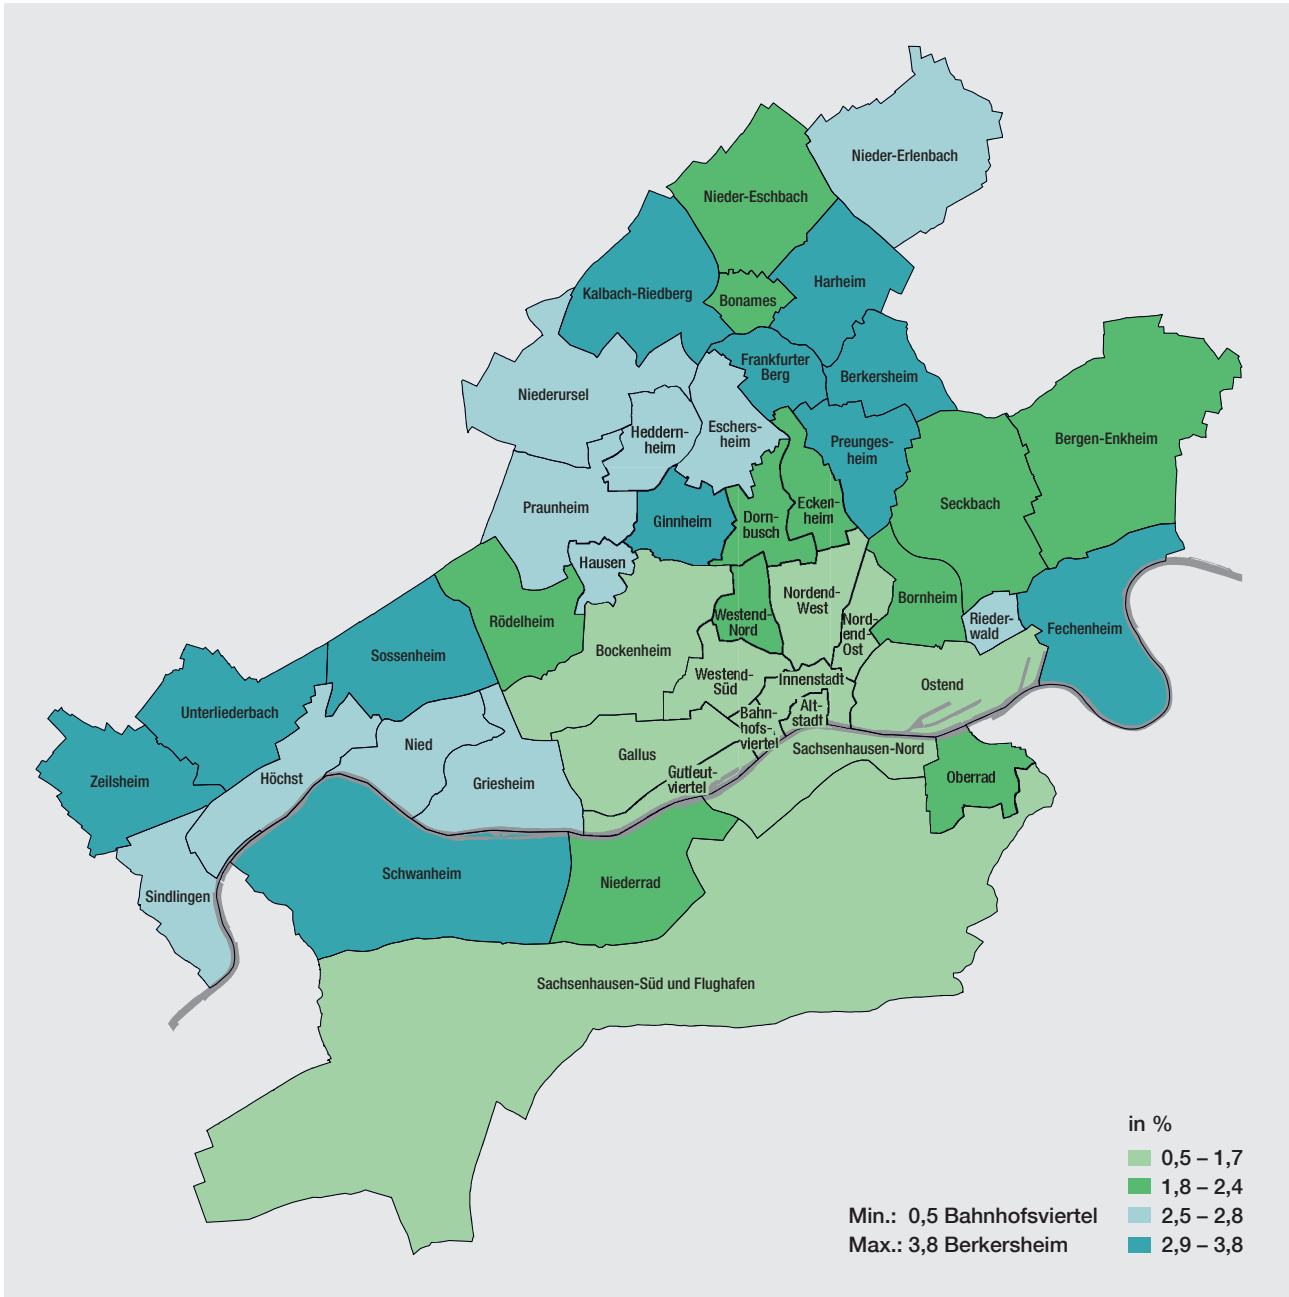 Nieder-Erlenbach
Nieder-Eschbach
Harheim
Kalbach-Riedberg
Bonames
Frankfurter
Berg
Berkersheim
Niederursel
Heddern-
heim
Eschers-
heim
Preunges-
heim
Bergen-Enkheim
Seckbach
Praunheim
Ginnheim
Dorn-
busch
Ecken-
heim
Hausen
Rödelheim
Westend-
Nord
Nordend-
West
Nord-
end-
Ost
Bornheim
Rieder-
wald
Fechenheim
Sossenheim
Bockenheim
Westend-
Süd
Innenstadt
Ostend
Unterliederbach
Nied
Bahn-
hofs-
viertel
Alt-
stadt
Sachsenhausen-Nord
Gallus
Gutleut-
viertel
Zeilsheim
Höchst
Griesheim
Oberrad
Sindlingen
Schwanheim
Niederrad
Sachsenhausen-Süd und Flughafen
in %
0,5 – 1,7
1,8 – 2,4
2,5 – 2,8
2,9 – 3,8
Min.: 0,5 Bahnhofsviertel
Max.: 3,8 Berkersheim